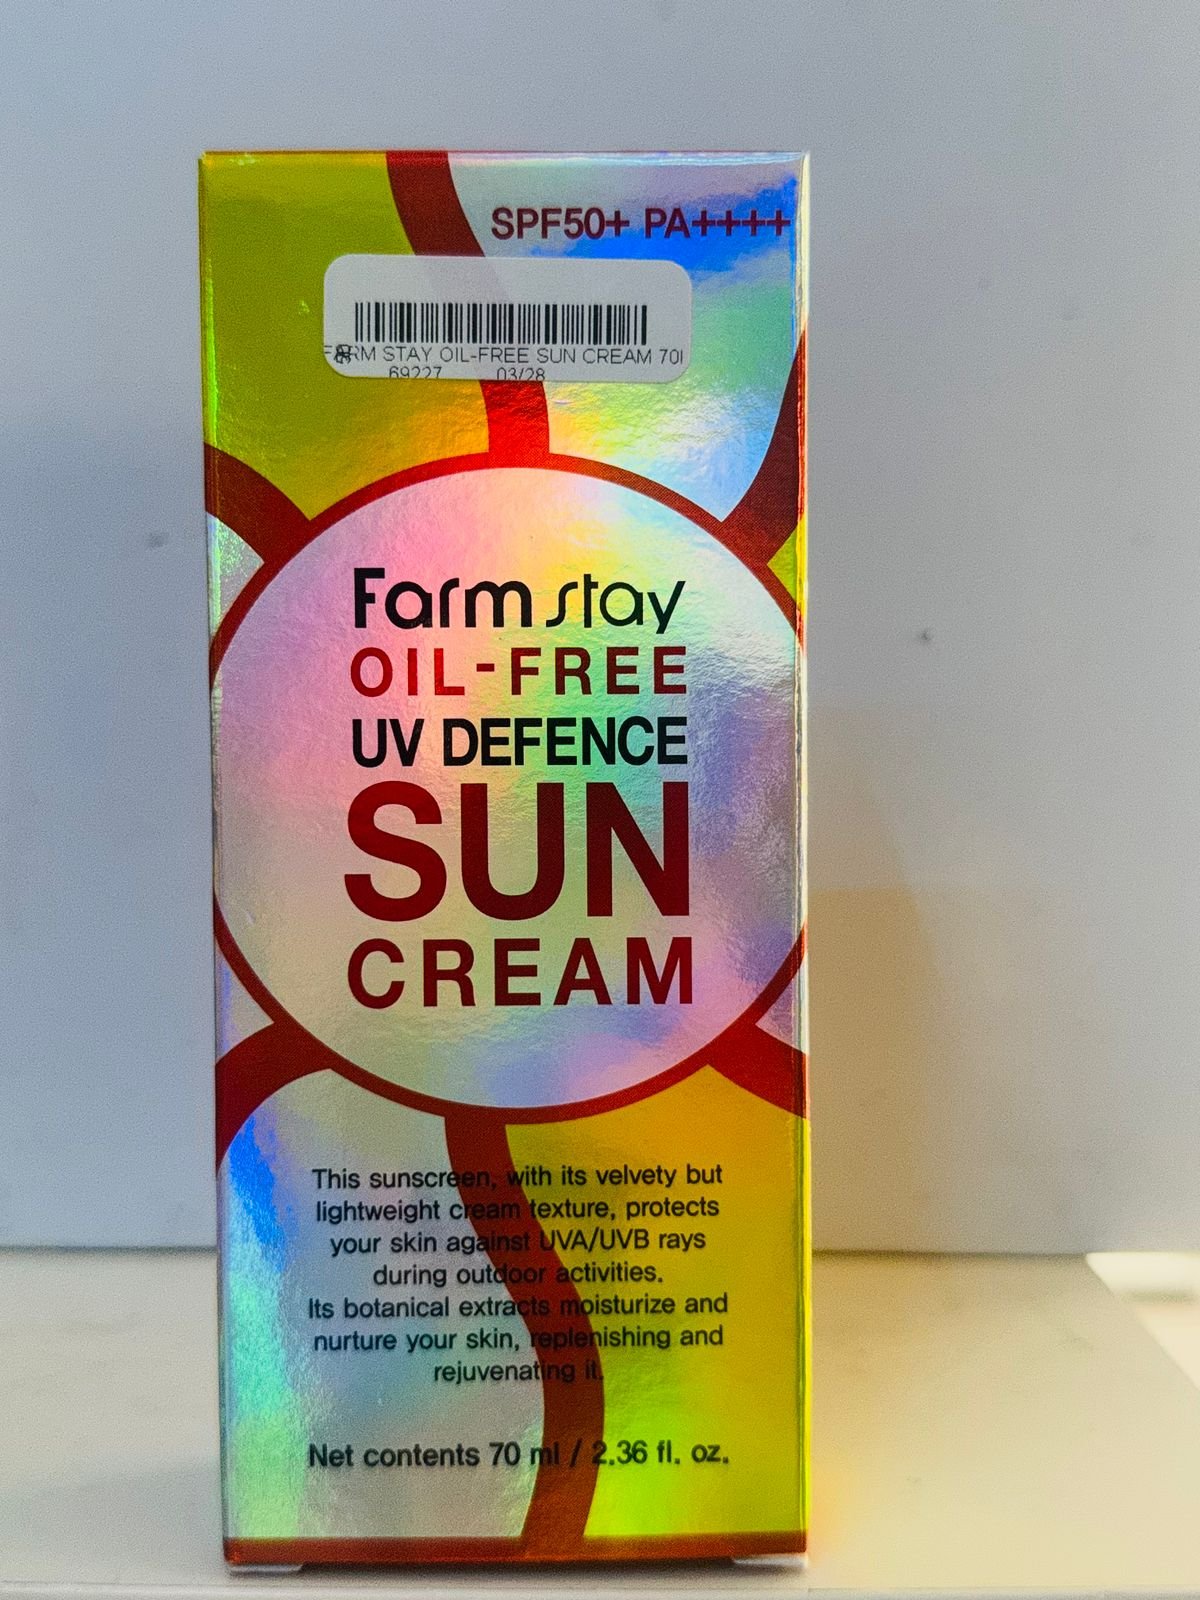 SPF50+ PA++++
FARM STAY OIL-FREE SUN CREAM 70
69227 03/28
Farm stay
OIL-FREE
UV DEFENCE
SUN
CREAM
This sunscreen, with its velvety but
lightweight cream texture, protects
your skin against UVA/UVB rays
during outdoor activities.
Its botanical extracts moisturize and
nurture your skin, replenishing and
rejuvenating it.
Net contents 70 ml / 2.36 fl. oz.